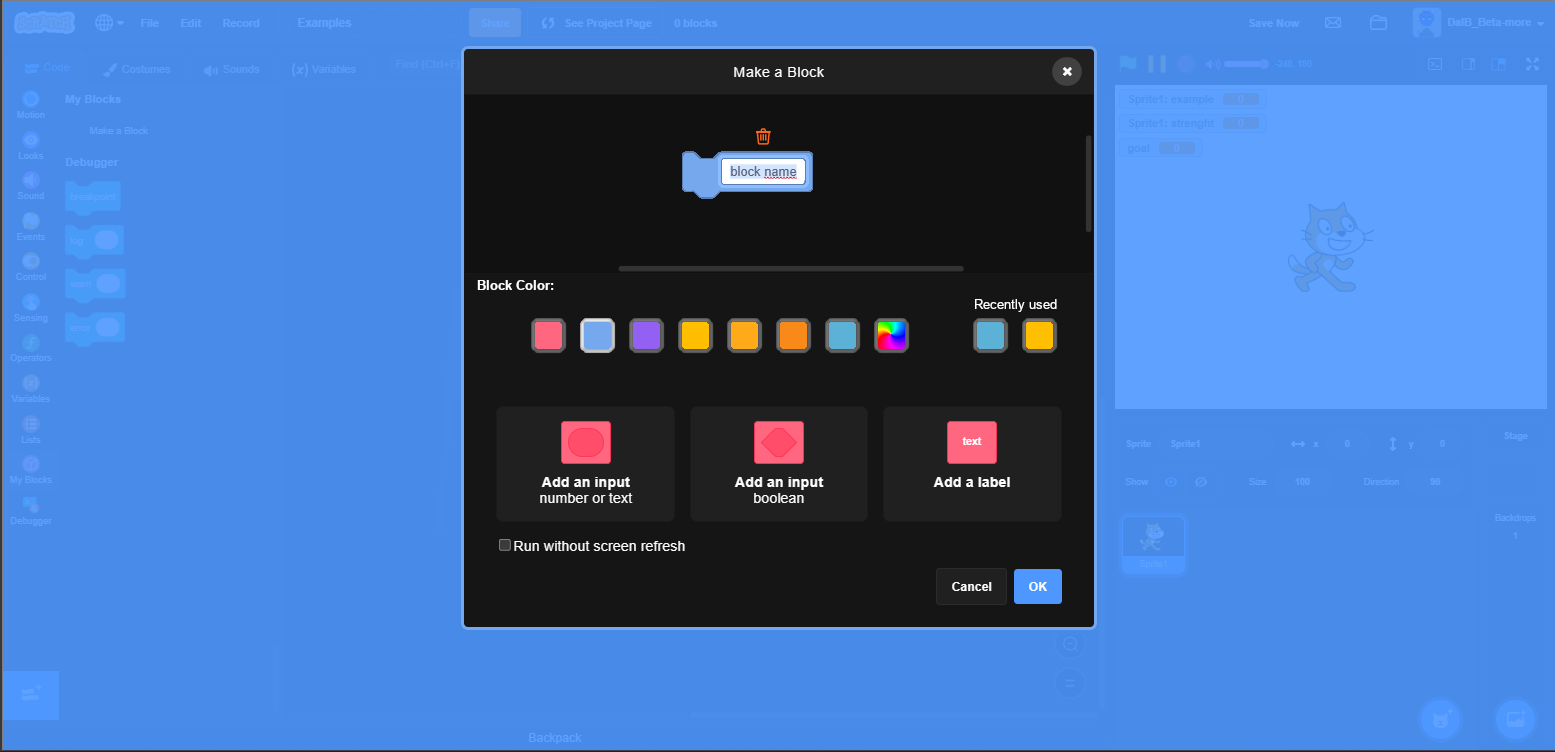 SCRATCH
File
Edit
Record
Examples
Share
See Project Page
0 blocks
Save Now
DaIB_Beta-more
Code
Costumes
Sounds
(x) Variables
Find (Ctrl+F)
-240, 180
Motion
Looks
Sound
Events
Control
Sensing
Operators
Variables
Lists
My Blocks
Debugger
My Blocks
Make a Block
Debugger
breakpoint
log
warn
error
Make a Block
block name
Block Color:
Recently used
Add an input
number or text
Add an input
boolean
text
Add a label
Run without screen refresh
Cancel
OK
Backpack
Sprite1: example 0
Sprite1: strenght 0
goal 0
Sprite Sprite1 x 0 y 0
Show Size 100 Direction 90
Sprite1
Stage
Backdrops
1